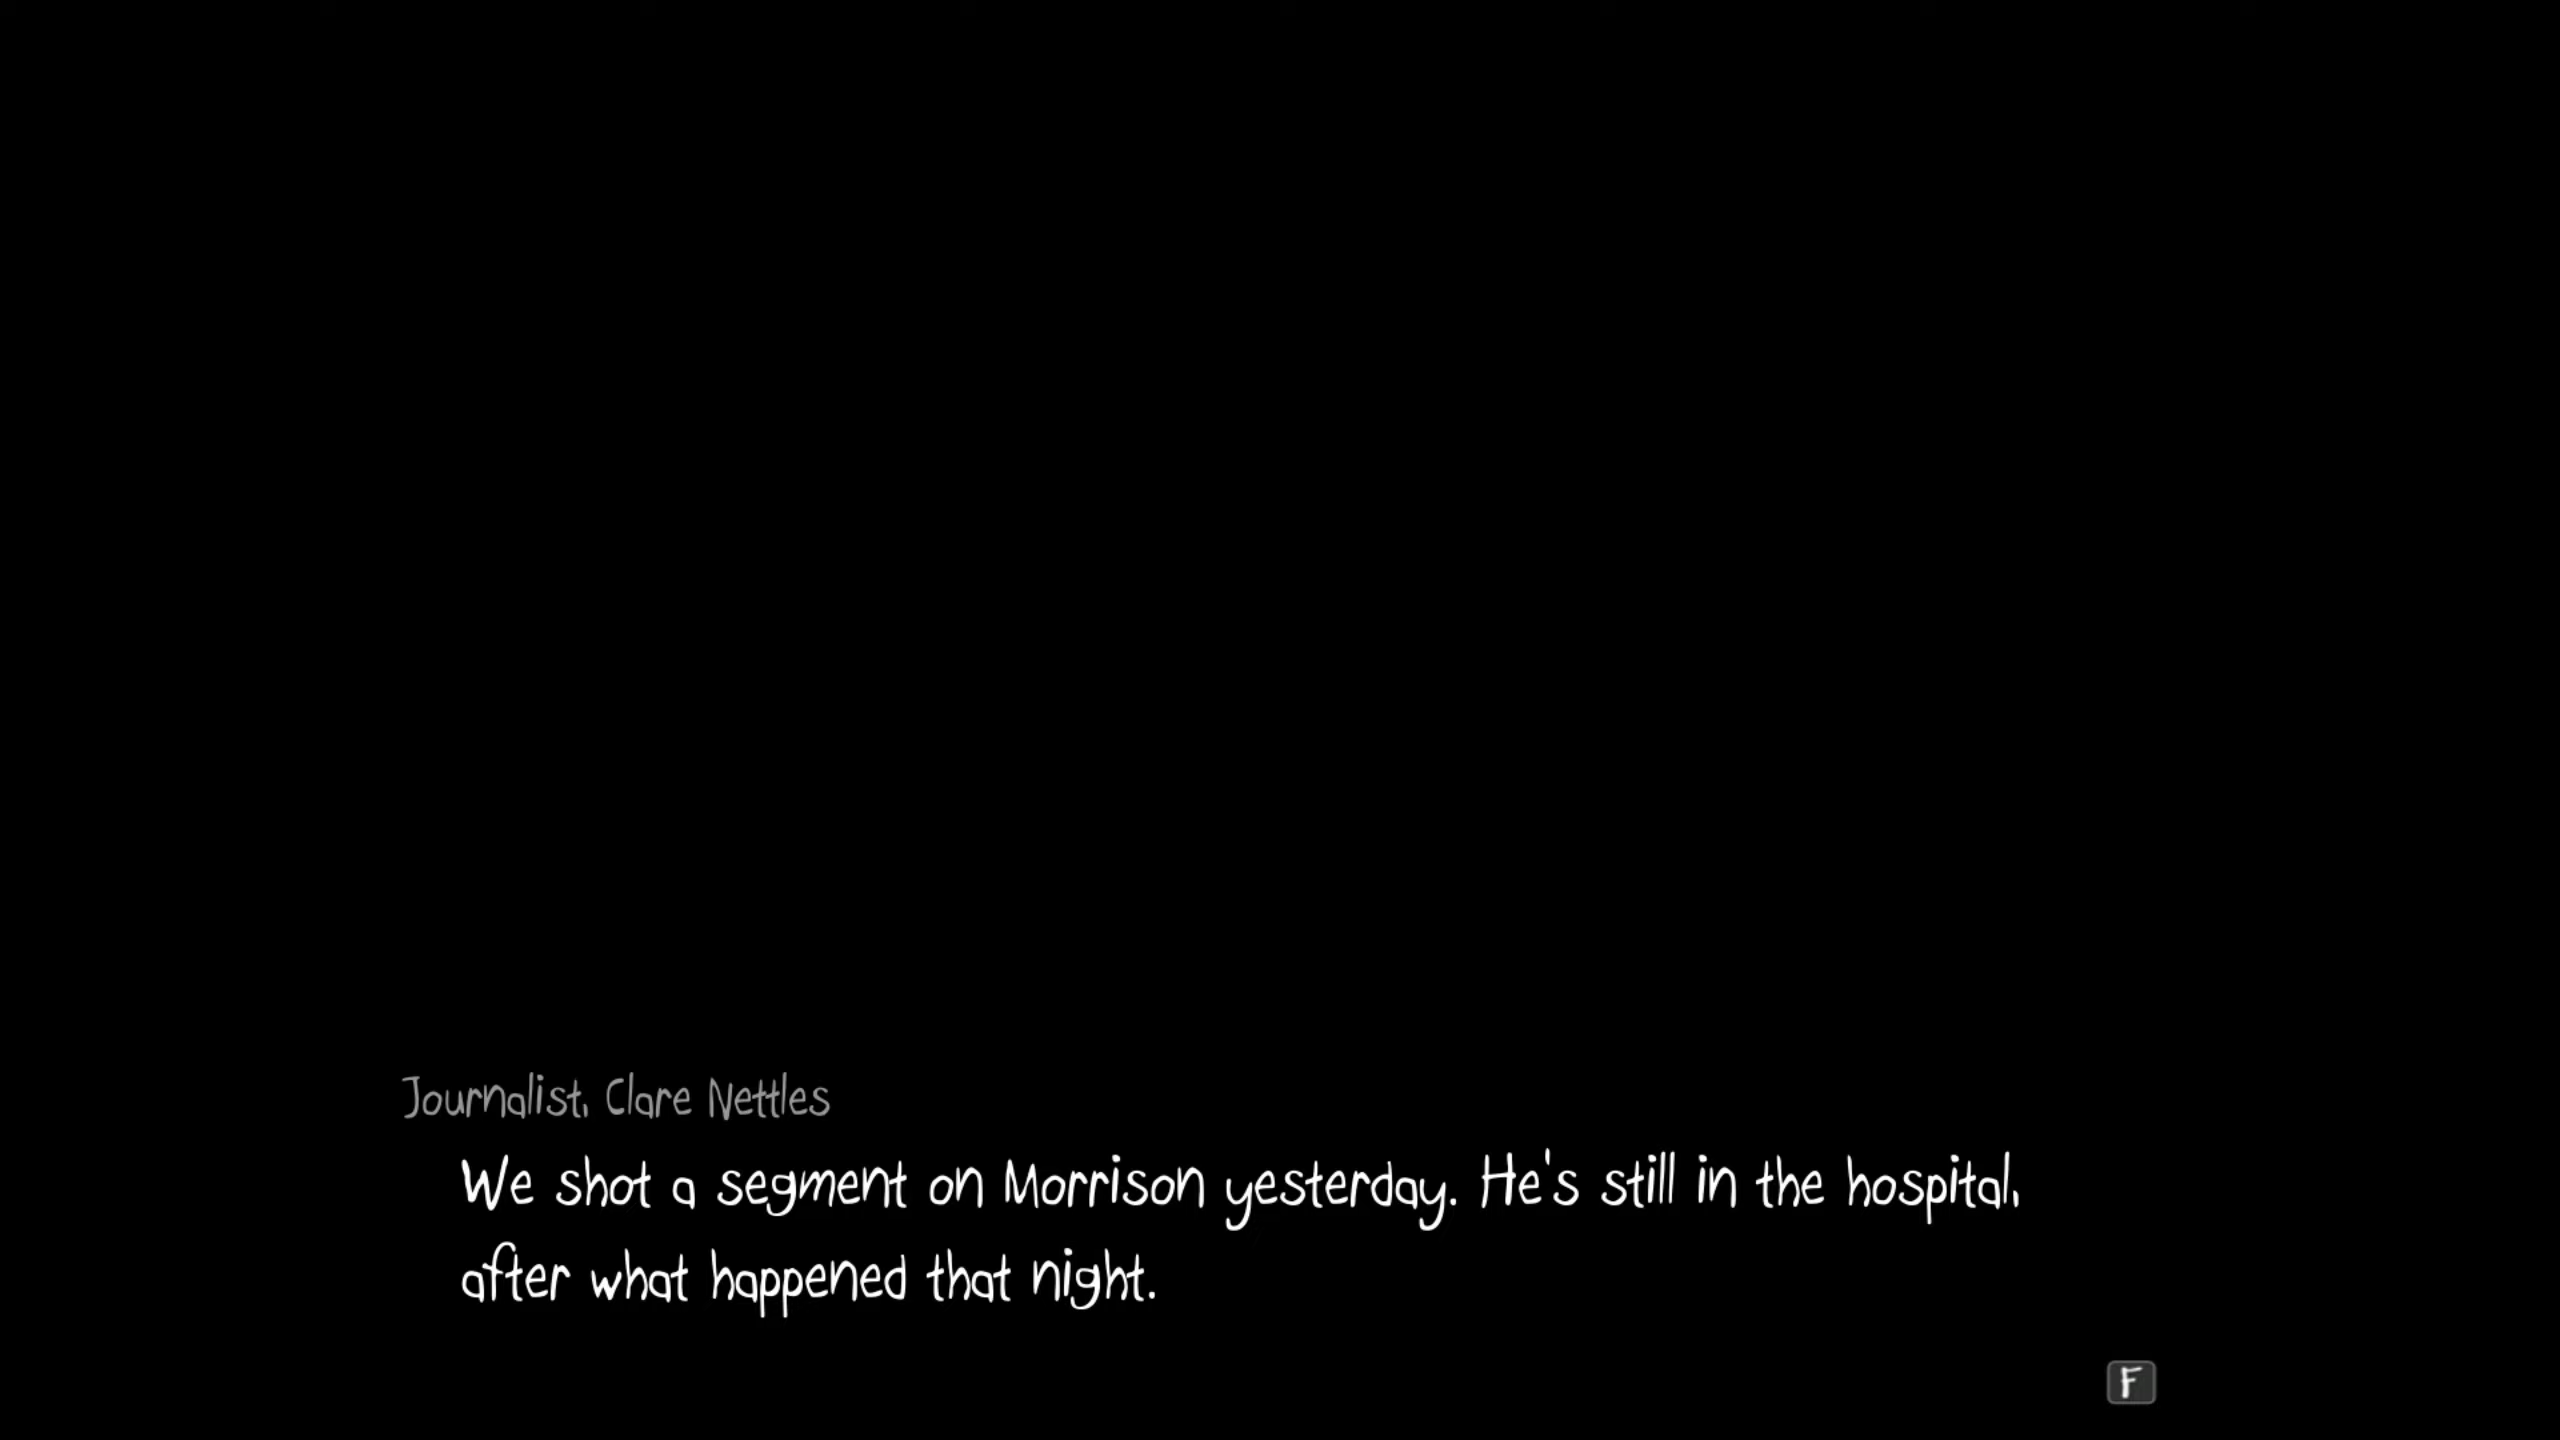 Journalist, Clare Nettles
We shot a segment on Morrison yesterday. He's still in the hospital,
after what happened that night.
F